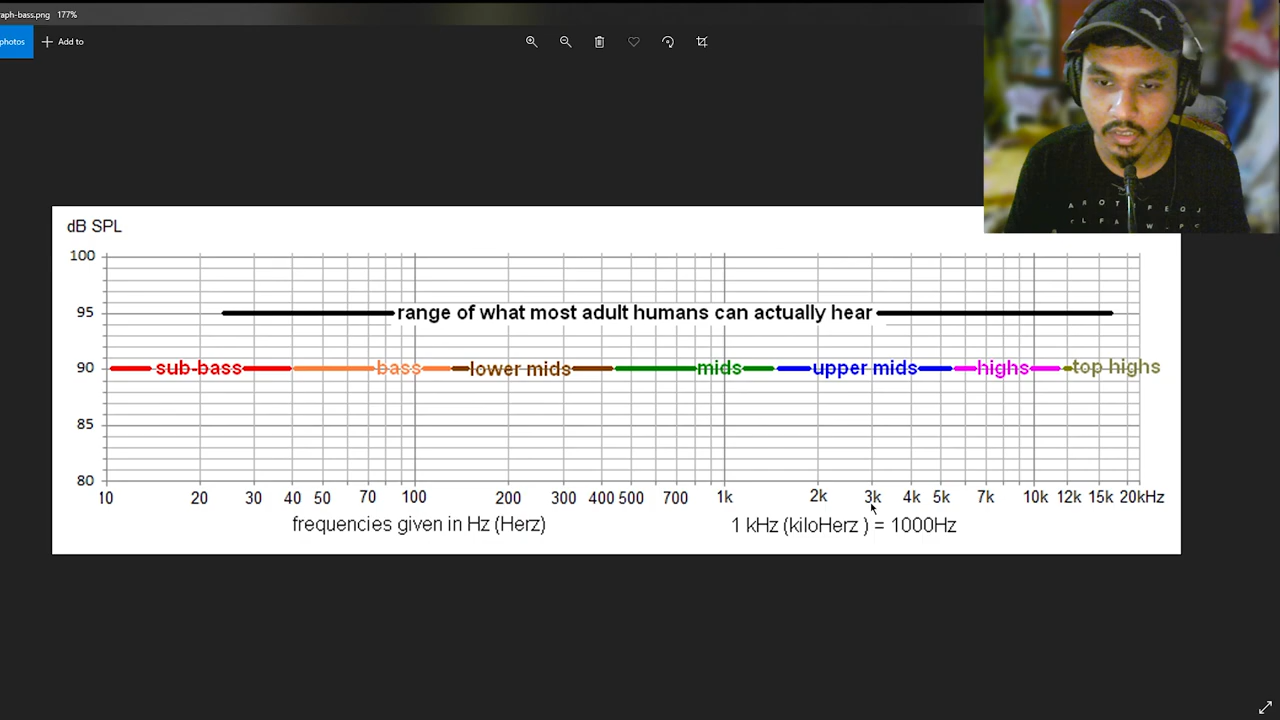 aph-bass.png 177%
photos
Add to
dB SPL
100
95
range of what most adult humans can actually hear
90
sub-bass bass lower mids mids upper mids highs top highs
85
80
10 20 30 40 50 70 100 200 300 400 500 700 1k 2k 3k 4k 5k 7k 10k 12k 15k 20kHz
frequencies given in Hz (Herz) 1 kHz (kiloHerz ) = 1000Hz